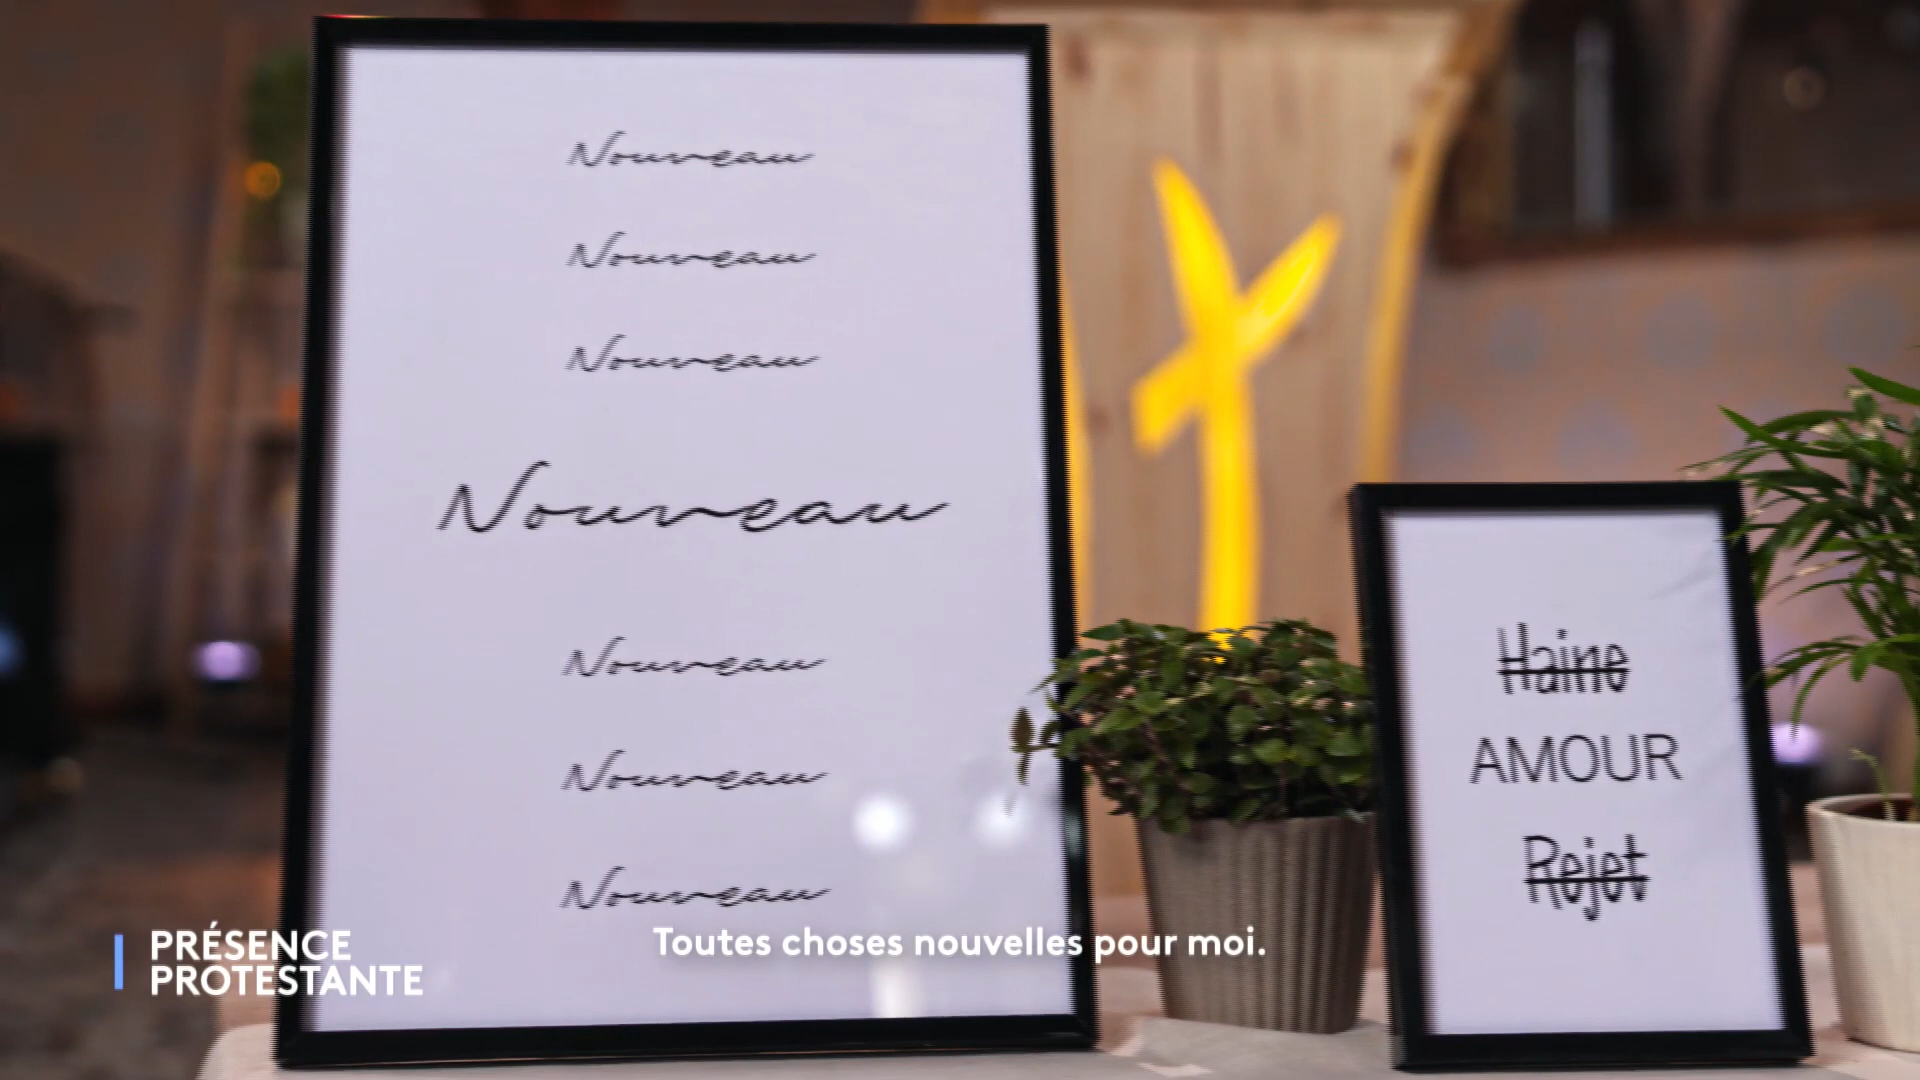 Nouveau
Nouveau
Nouveau
Nouveau
Nouveau
Nouveau
Nouveau
Haine
AMOUR
Rejet
PRÉSENCE
PROTESTANTE
Toutes choses nouvelles pour moi.